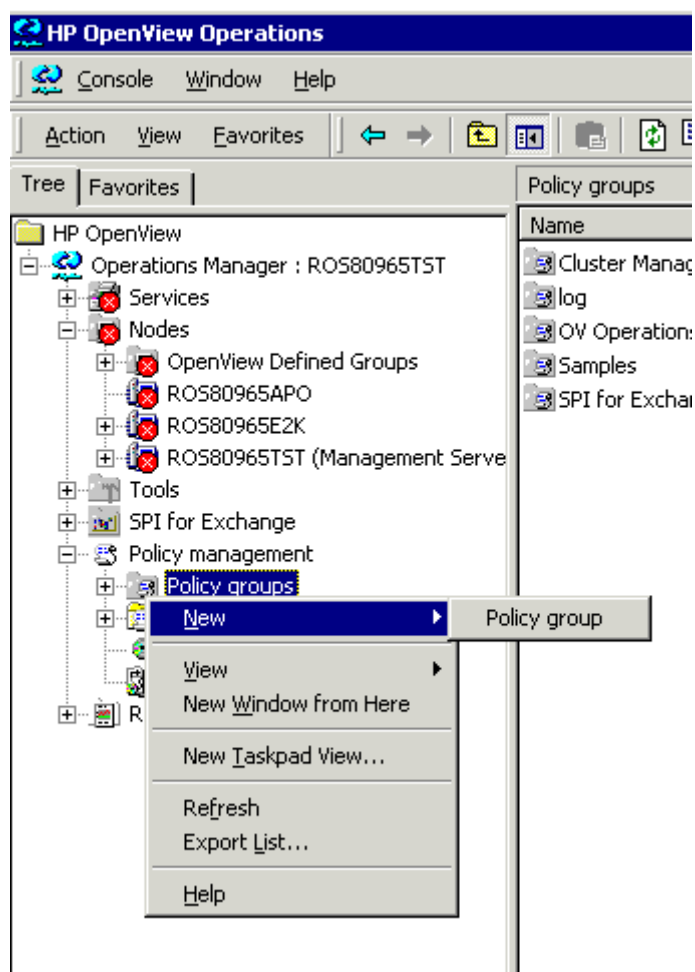 HP OpenView Operations
Console Window Help
Action View Favorites
Tree Favorites
Policy groups
Name
HP OpenView
Operations Manager : ROS80965TST
Services
Nodes
OpenView Defined Groups
ROS80965APO
ROS80965E2K
ROS80965TST (Management Serve
Tools
SPI for Exchange
Policy management
Policy groups
R
New
Policy group
View
New Window from Here
New Taskpad View...
Refresh
Export List...
Help
Cluster Manag
log
OV Operations
Samples
SPI for Exchar